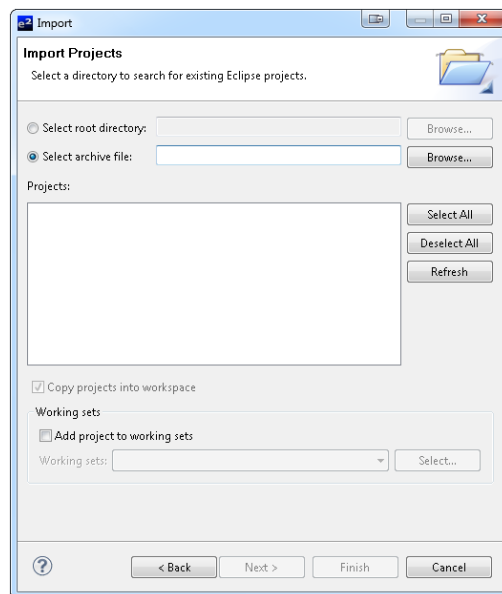 e² Import
Import Projects
Select a directory to search for existing Eclipse projects.
Select root directory: Browse...
Select archive file: Browse...
Projects:
Select All
Deselect All
Refresh
Copy projects into workspace
Working sets
Add project to working sets
Working sets: Select...
? < Back Next > Finish Cancel